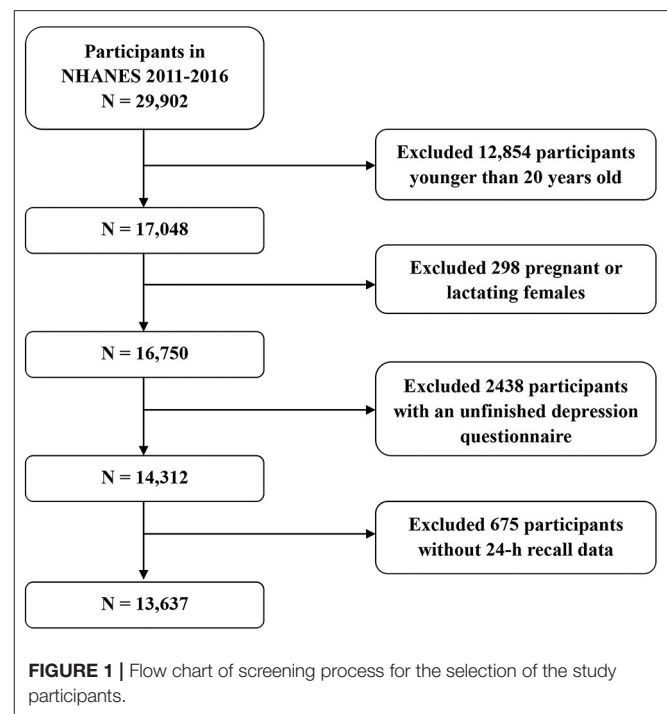 Participants in
NHANES 2011-2016
N = 29,902
Excluded 12,854 participants
younger than 20 years old
N = 17,048
Excluded 298 pregnant or
lactating females
N = 16,750
Excluded 2438 participants
with an unfinished depression
questionnaire
N = 14,312
Excluded 675 participants
without 24-h recall data
N = 13,637
FIGURE 1 | Flow chart of screening process for the selection of the study
participants.